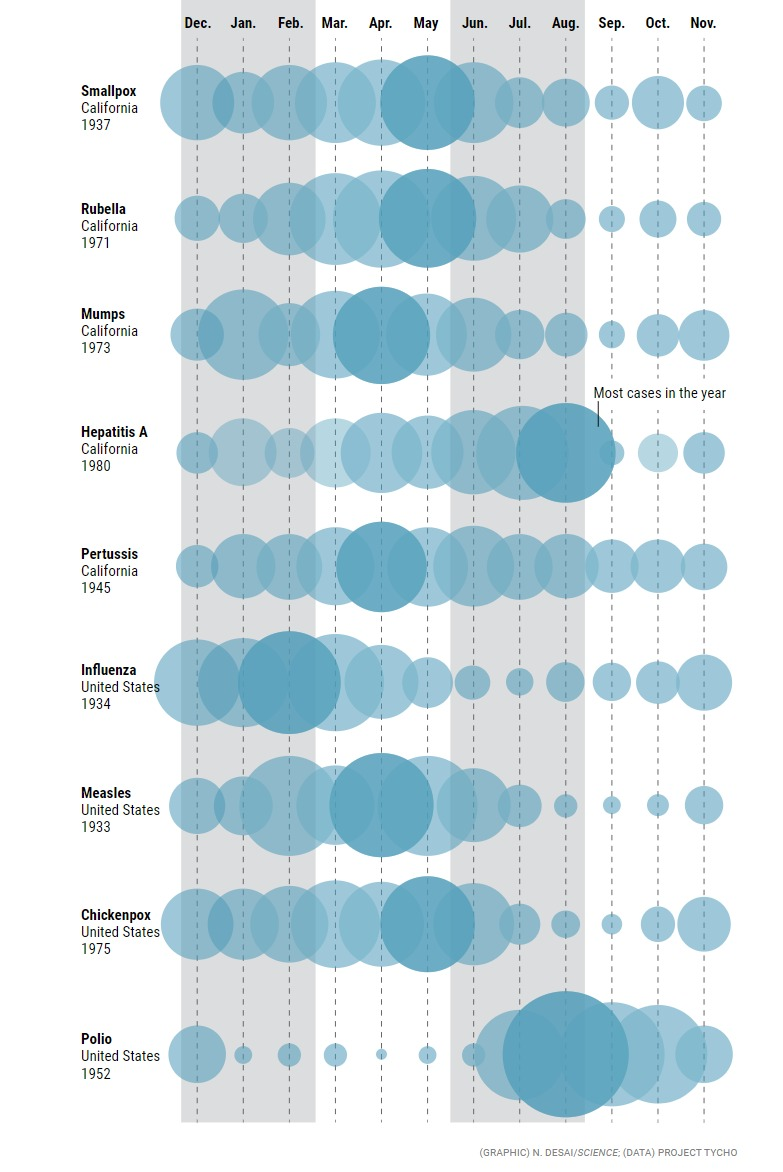 Dec. Jan. Feb. Mar. Apr. May Jun. Jul. Aug. Sep. Oct. Nov.
Smallpox
California
1937
Rubella
California
1971
Mumps
California
1973
Most cases in the year
Hepatitis A
California
1980
Pertussis
California
1945
Influenza
United States
1934
Measles
United States
1933
Chickenpox
United States
1975
Polio
United States
1952
(GRAPHIC) N. DESAI/SCIENCE; (DATA) PROJECT TYCHO